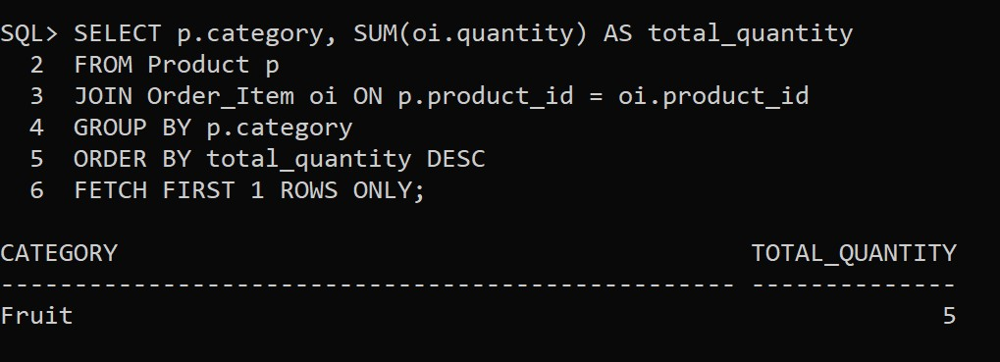 SQL> SELECT p.category, SUM(oi.quantity) AS total_quantity
  2  FROM Product p
  3  JOIN Order_Item oi ON p.product_id = oi.product_id
  4  GROUP BY p.category
  5  ORDER BY total_quantity DESC
  6  FETCH FIRST 1 ROWS ONLY;
CATEGORY                                           TOTAL_QUANTITY
-------------------------------------------------- --------------
Fruit                                                           5